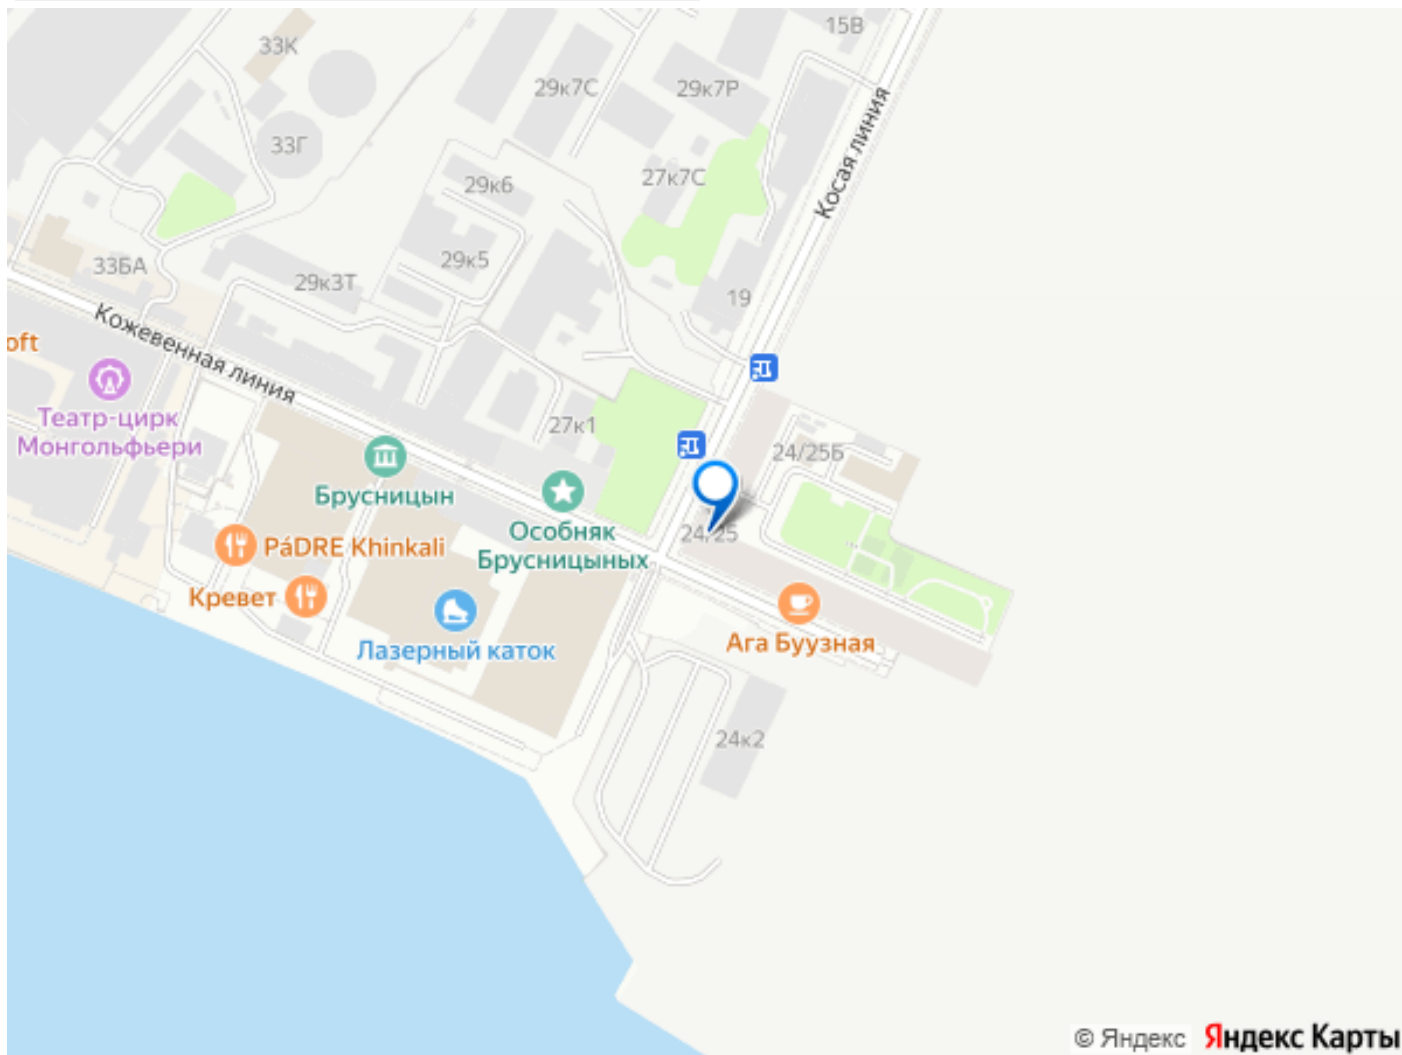 15В
33К
29к7С
29к7Р
33Г
Косая линия
27к7С
29к6
29к5
33БА
29к3Т
19
Кожевенная линия
oft
Театр-цирк
Монгольфьери
27к1
24/25Б
Брусницын
Особняк
Брусницыных
24/25
PáDRE Khinkali
Кревет
Лазерный каток
Ага Буузная
24к2
© Яндекс Яндекс Карты